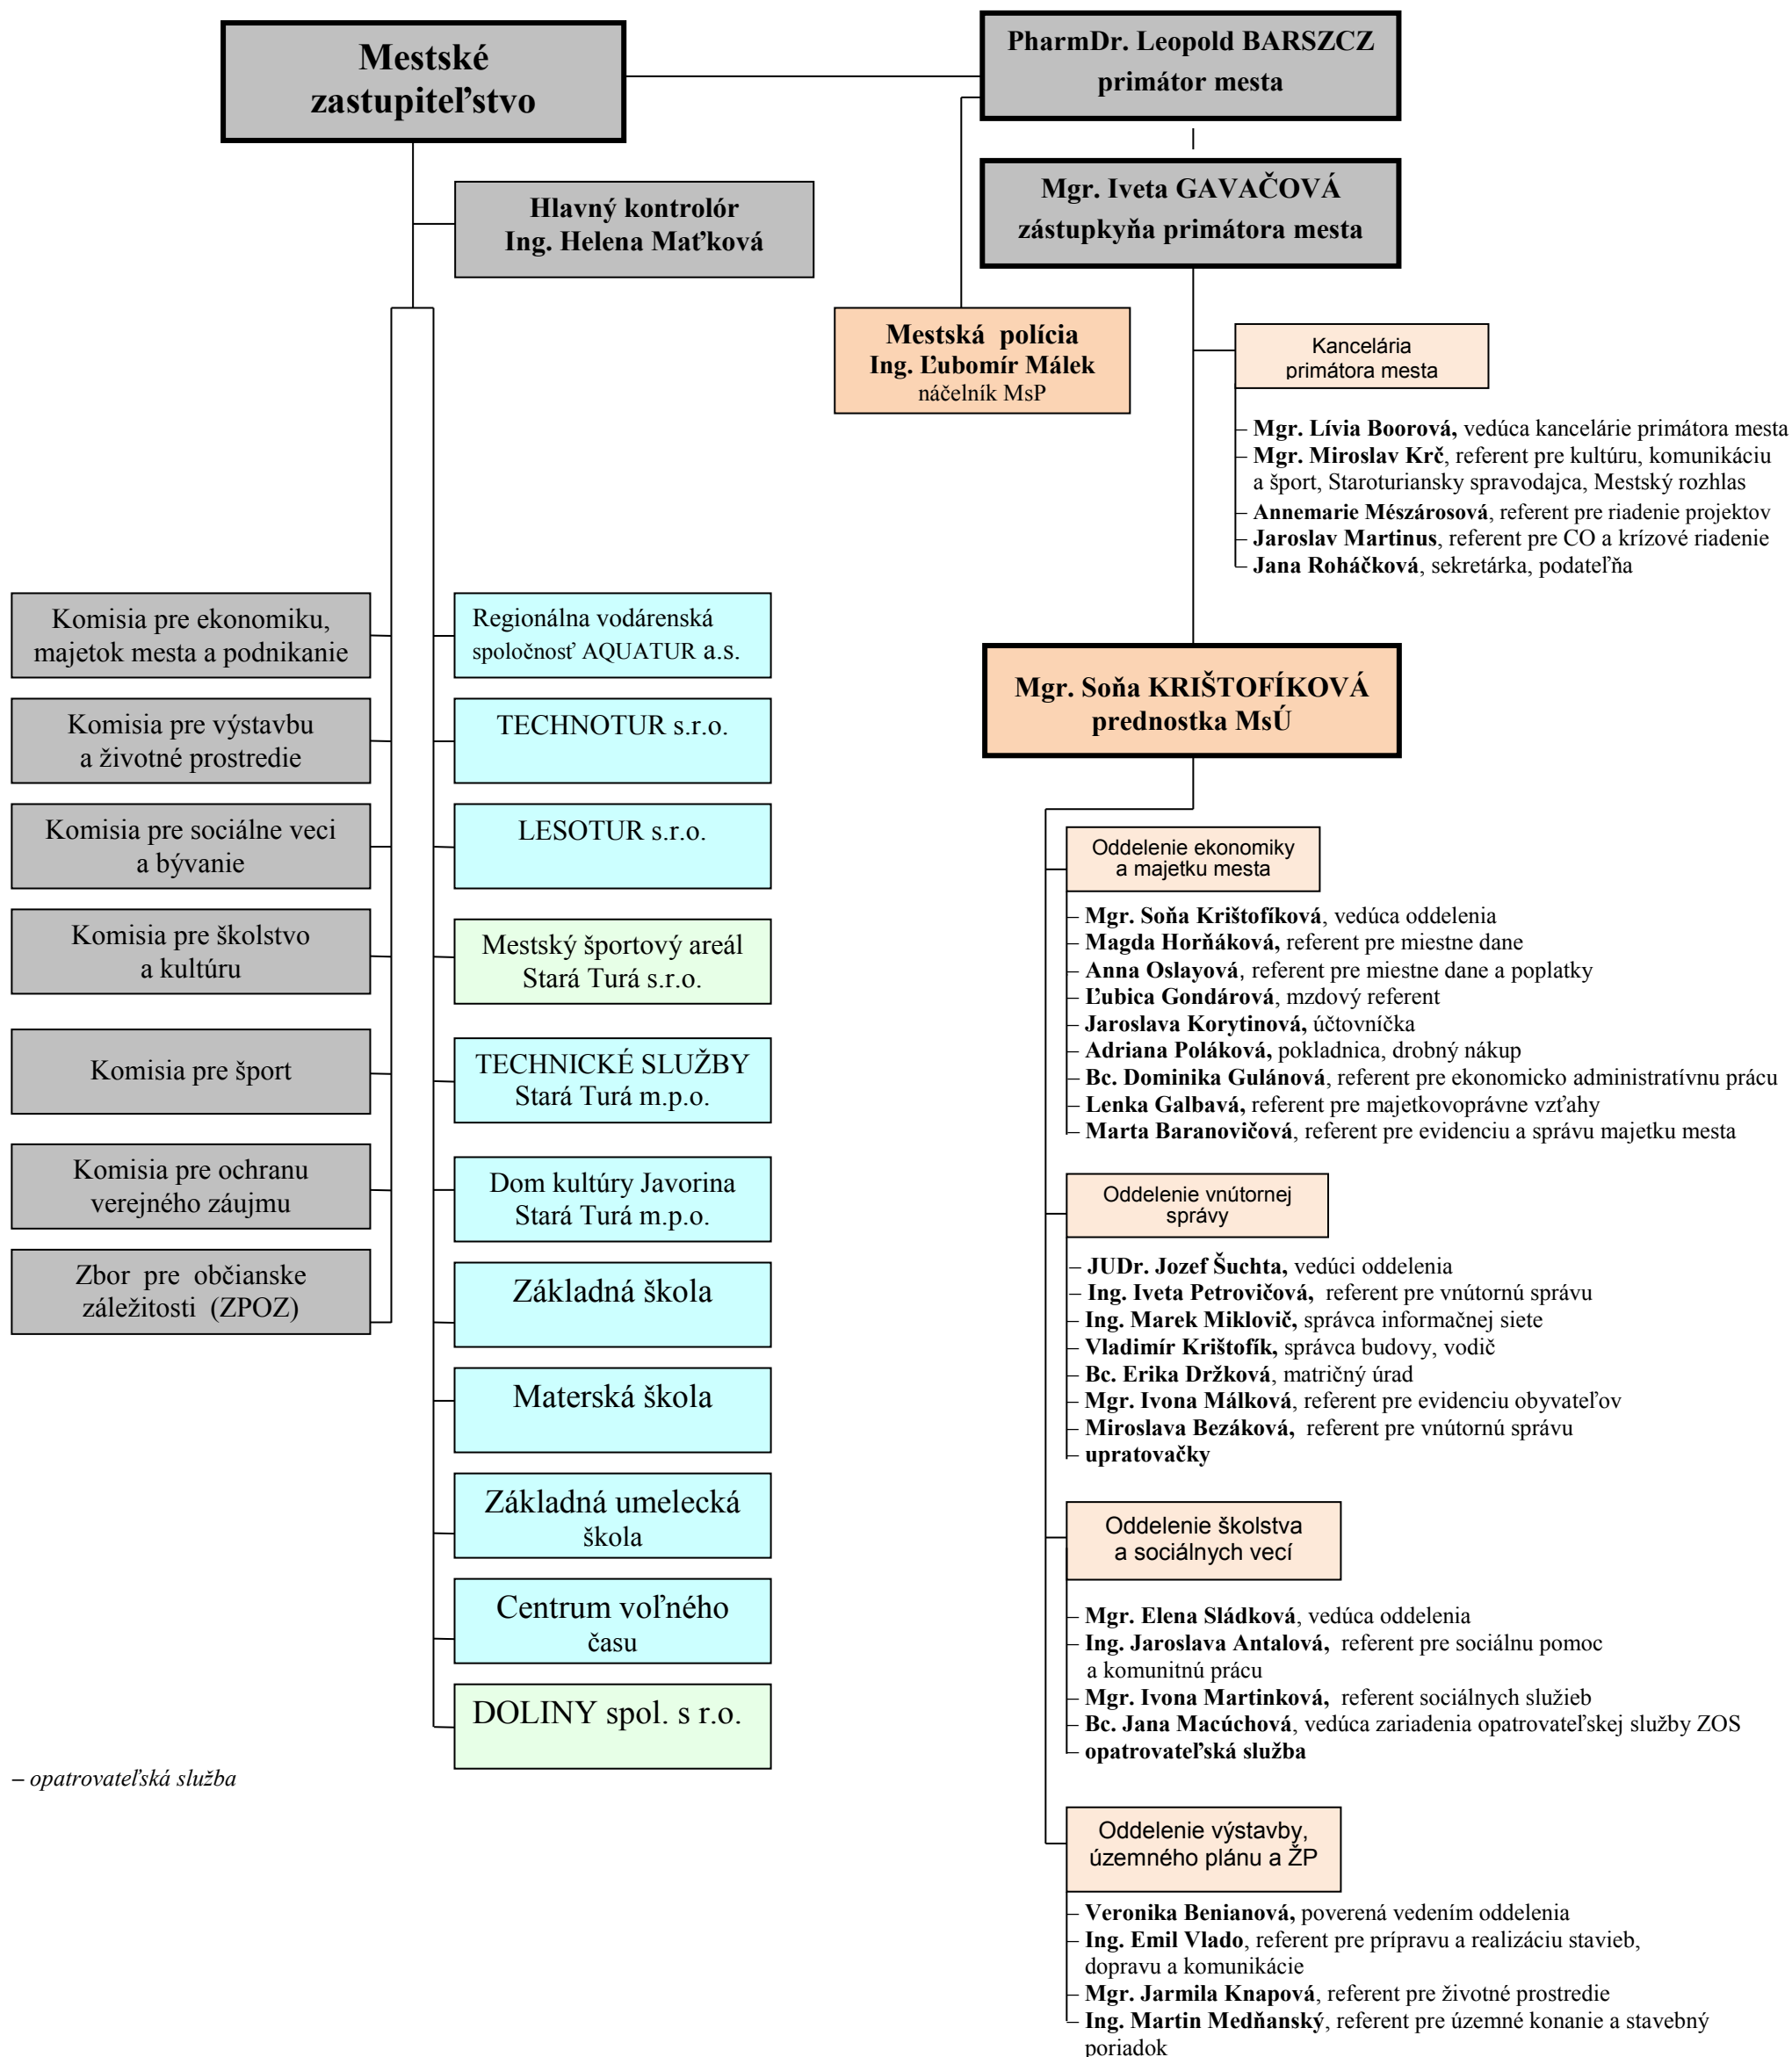 Mestské
zastupiteľstvo
PharmDr. Leopold BARSZCZ
primátor mesta
Mgr. Iveta GAVAČOVÁ
zástupkyňa primátora mesta
Hlavný kontrolór
Ing. Helena Maťková
Mestská polícia
Ing. Ľubomír Málek
náčelník MsP
Kancelária
primátora mesta
– Mgr. Lívia Boorová, vedúca kancelárie primátora mesta
– Mgr. Miroslav Krč, referent pre kultúru, komunikáciu
a šport, Staroturiansky spravodajca, Mestský rozhlas
– Annemarie Mészárosová, referent pre riadenie projektov
– Jaroslav Martinus, referent pre CO a krízové riadenie
– Jana Roháčková, sekretárka, podateľňa
Komisia pre ekonomiku,
majetok mesta a podnikanie
Komisia pre výstavbu
a životné prostredie
Komisia pre sociálne veci
a bývanie
Komisia pre školstvo
a kultúru
Komisia pre šport
Komisia pre ochranu
verejného záujmu
Zbor pre občianske
záležitosti (ZPOZ)
Regionálna vodárenská
spoločnosť AQUATUR a.s.
TECHNOTUR s.r.o.
LESOTUR s.r.o.
Mestský športový areál
Stará Turá s.r.o.
TECHNICKÉ SLUŽBY
Stará Turá m.p.o.
Dom kultúry Javorina
Stará Turá m.p.o.
Základná škola
Materská škola
Základná umelecká
škola
Centrum voľného
času
DOLINY spol. s r.o.
– opatrovateľská služba
Mgr. Soňa KRIŠTOFÍKOVÁ
prednostka MsÚ
Oddelenie ekonomiky
a majetku mesta
– Mgr. Soňa Krištofíková, vedúca oddelenia
– Magda Horňáková, referent pre miestne dane
– Anna Oslayová, referent pre miestne dane a poplatky
– Ľubica Gondárová, mzdový referent
– Jaroslava Korytinová, účtovníčka
– Adriana Poláková, pokladnica, drobný nákup
– Bc. Dominika Gulánová, referent pre ekonomicko administratívnu prácu
– Lenka Galbavá, referent pre majetkovoprávne vzťahy
– Marta Baranovičová, referent pre evidenciu a správu majetku mesta
Oddelenie vnútornej
správy
– JUDr. Jozef Šuchta, vedúci oddelenia
– Ing. Iveta Petrovičová, referent pre vnútornú správu
– Ing. Marek Miklovič, správca informačnej siete
– Vladimír Krištofík, správca budovy, vodič
– Bc. Erika Držková, matričný úrad
– Mgr. Ivona Málková, referent pre evidenciu obyvateľov
– Miroslava Bezáková, referent pre vnútornú správu
– upratovačky
Oddelenie školstva
a sociálnych vecí
– Mgr. Elena Sládková, vedúca oddelenia
– Ing. Jaroslava Antalová, referent pre sociálnu pomoc
a komunitnú prácu
– Mgr. Ivona Martinková, referent sociálnych služieb
– Bc. Jana Macúchová, vedúca zariadenia opatrovateľskej služby ZOS
– opatrovateľská služba
Oddelenie výstavby,
územného plánu a ŽP
– Veronika Benianová, poverená vedením oddelenia
– Ing. Emil Vlado, referent pre prípravu a realizáciu stavieb,
dopravu a komunikácie
– Mgr. Jarmila Knapová, referent pre životné prostredie
– Ing. Martin Medňanský, referent pre územné konanie a stavebný
poriadok